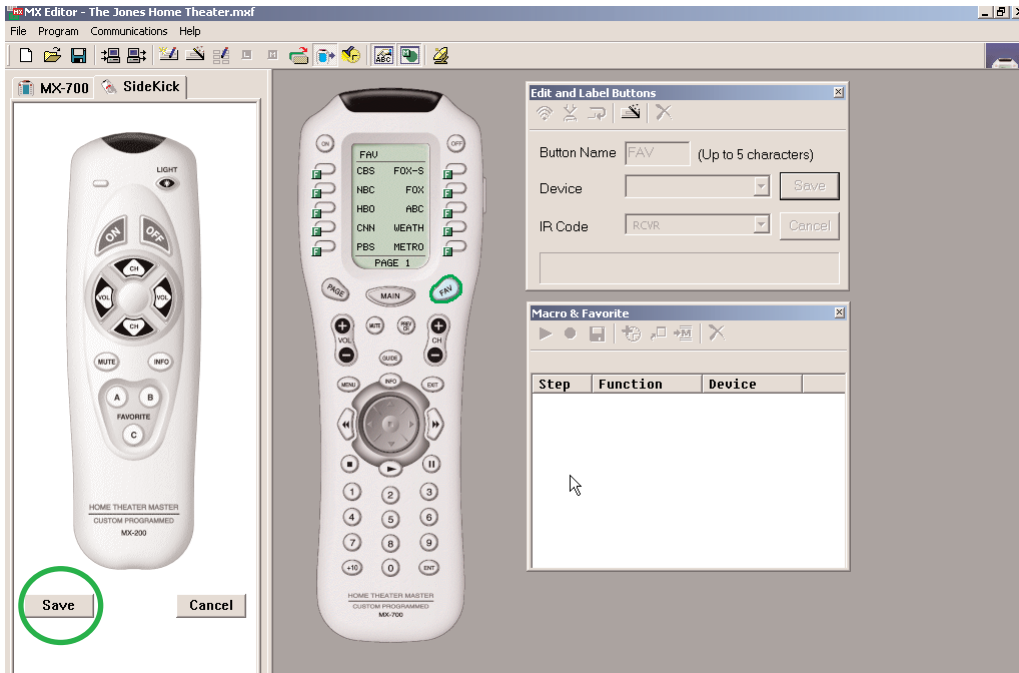 MX Editor - The Jones Home Theater.mxf
File Program Communications Help
MX-700 SideKick
LIGHT
ON OFF
CH
VOL VOL
CH
MUTE INFO
A B
FAVORITE
C
HOME THEATER MASTER
CUSTOM PROGRAMMED
MX-200
Save Cancel
ON OFF
FAV
CBS FOX-S
NBC FOX
HBO ABC
CNN WEATH
PBS METRO
PAGE 1
PAGE MAIN FAV
MUTE
VOL CH
GUIDE
MENU INFO EXIT
1 2 3
4 5 6
7 8 9
+10 0 ENT
HOME THEATER MASTER
CUSTOM PROGRAMMED
MX-700
Edit and Label Buttons
Button Name FAV (Up to 5 characters)
Device Save
IR Code RCVR Cancel
Macro & Favorite
Step Function Device